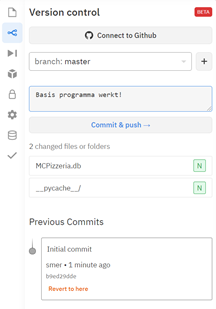 Version control
BETA
Connect to Github
branch: master
+
Basis programma werkt!
Commit & push →
2 changed files or folders
MCPizzeria.db
N
__pycache__/
N
Previous Commits
Initial commit
smer • 1 minute ago
b9ed29dde
Revert to here